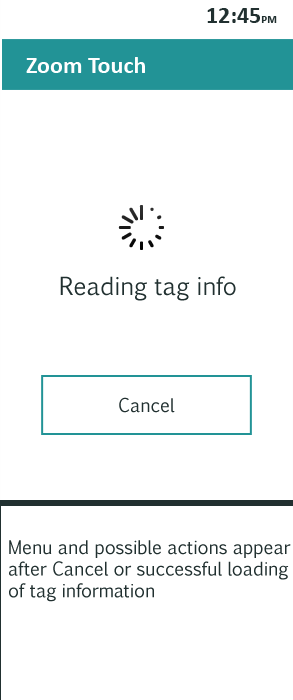 12:45PM
Zoom Touch
Reading tag info
Cancel
Menu and possible actions appear
after Cancel or successful loading
of tag information